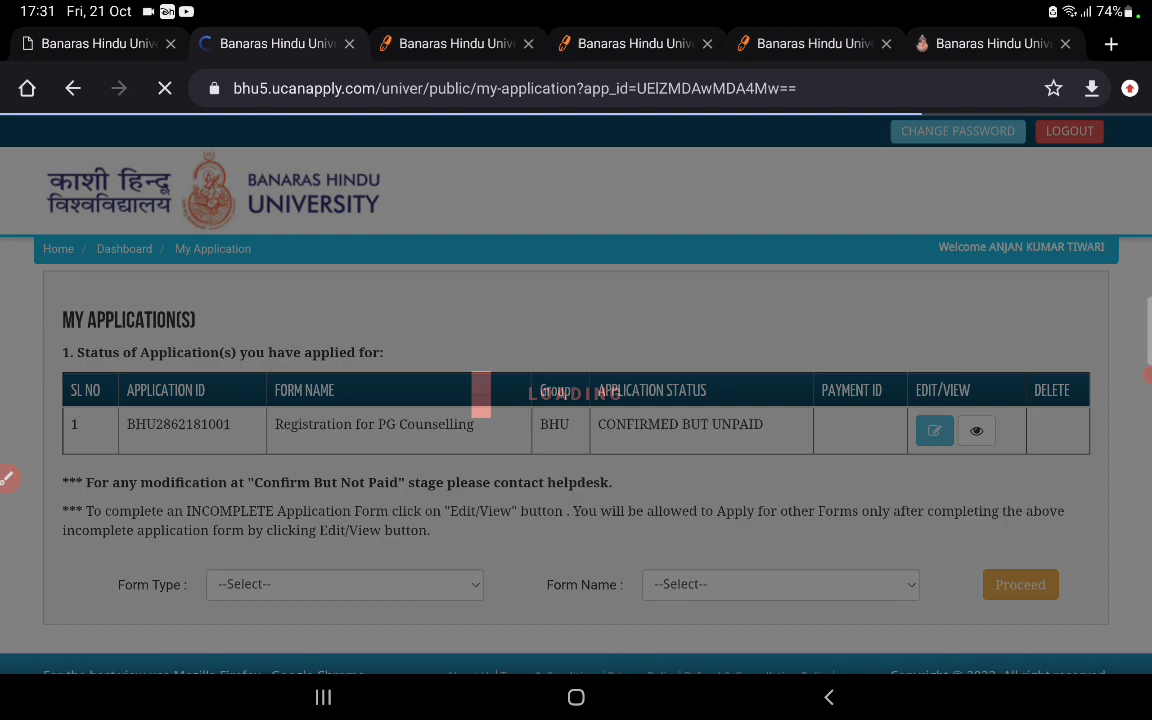 17:31 Fri, 21 Oct 74%
Banaras Hindu Unive Banaras Hindu Unive Banaras Hindu Unive Banaras Hindu Unive Banaras Hindu Unive Banaras Hindu Unive
bhu5.ucanapply.com/univer/public/my-application?app_id=UElZMDAwMDA4Mw==
CHANGE PASSWORD LOGOUT
काशी हिन्दू BANARAS HINDU
विश्वविद्यालय UNIVERSITY
Home / Dashboard / My Application Welcome ANJAN KUMAR TIWARI
MY APPLICATION(S)
1. Status of Application(s) you have applied for:
SL NO APPLICATION ID FORM NAME Group APPLICATION STATUS PAYMENT ID EDIT/VIEW DELETE
LOADING
1 BHU2862181001 Registration for PG Counselling BHU CONFIRMED BUT UNPAID
*** For any modification at "Confirm But Not Paid" stage please contact helpdesk.
*** To complete an INCOMPLETE Application Form click on "Edit/View" button . You will be allowed to Apply for other Forms only after completing the above
incomplete application form by clicking Edit/View button.
Form Type : --Select-- Form Name : --Select-- Proceed